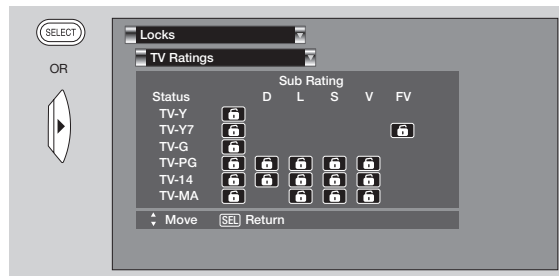 SELECT
OR
Locks
TV Ratings
Sub Rating
Status D L S V FV
TV-Y
TV-Y7
TV-G
TV-PG
TV-14
TV-MA
Move SEL Return